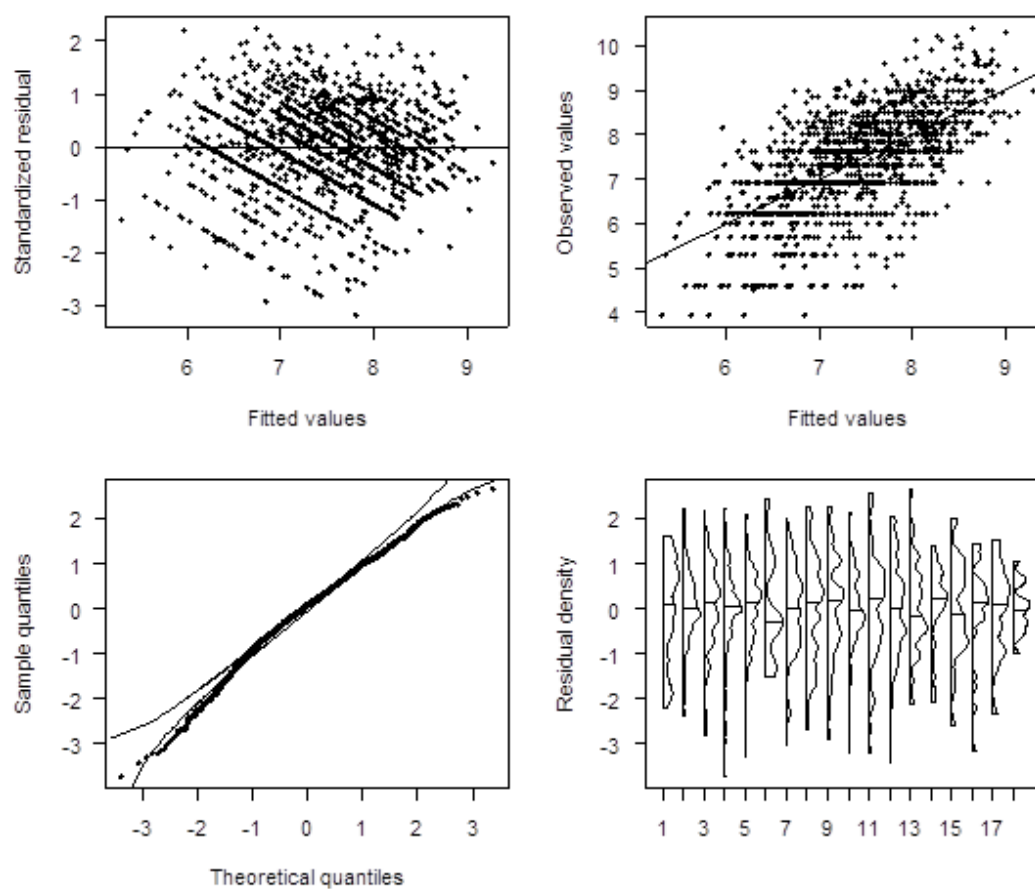 Standardized residual
2
1
0
-1
-2
-3
6 7 8 9
Fitted values
Observed values
10
9
8
7
6
5
4
6 7 8 9
Fitted values
Sample quantiles
2
1
0
-1
-2
-3
-3 -2 -1 0 1 2 3
Theoretical quantiles
Residual density
2
1
0
-1
-2
-3
1 3 5 7 9 11 13 15 17